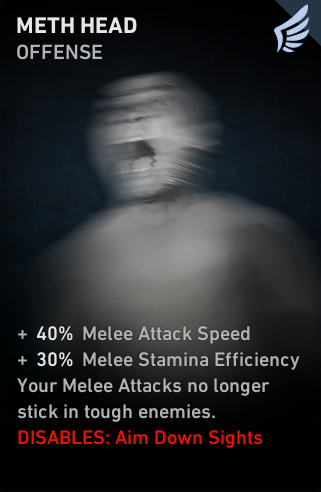 METH HEAD
OFFENSE
+ 40% Melee Attack Speed
+ 30% Melee Stamina Efficiency
Your Melee Attacks no longer
stick in tough enemies.
DISABLES: Aim Down Sights